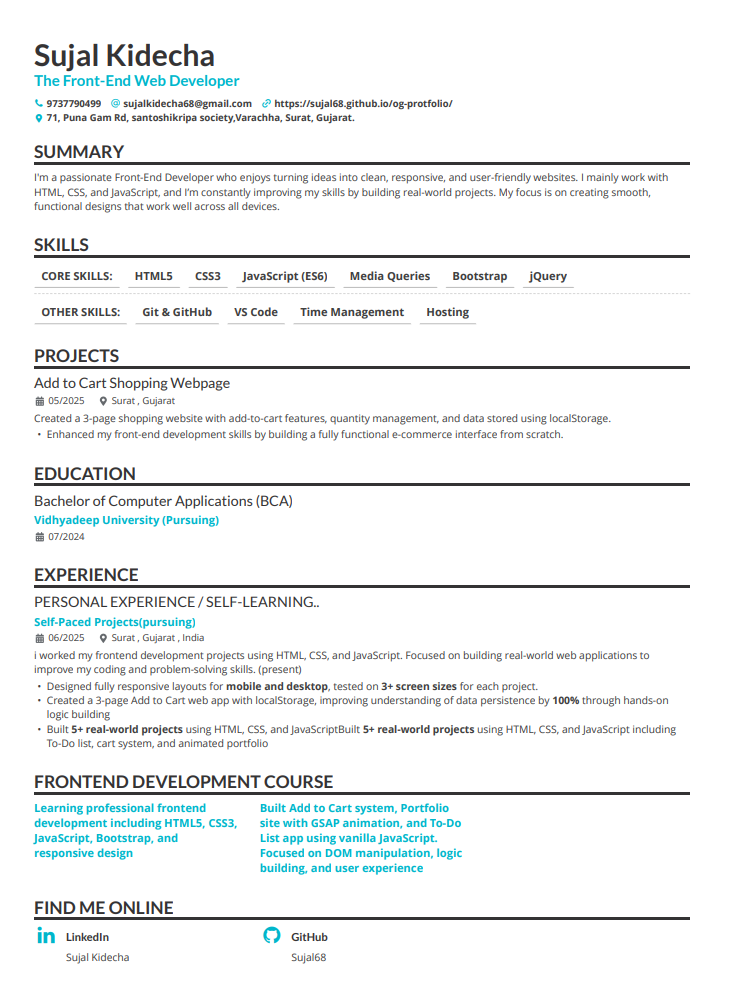 Sujal Kidecha
The Front-End Web Developer
9737790499 sujalkidecha68@gmail.com https://sujal68.github.io/og-protfolio/
71, Puna Gam Rd, santoshikripa society,Varachha, Surat, Gujarat.
SUMMARY
I'm a passionate Front-End Developer who enjoys turning ideas into clean, responsive, and user-friendly websites. I mainly work with
HTML, CSS, and JavaScript, and I'm constantly improving my skills by building real-world projects. My focus is on creating smooth,
functional designs that work well across all devices.
SKILLS
CORE SKILLS: HTML5 CSS3 JavaScript (ES6) Media Queries Bootstrap jQuery
OTHER SKILLS: Git & GitHub VS Code Time Management Hosting
PROJECTS
Add to Cart Shopping Webpage
05/2025 Surat , Gujarat
Created a 3-page shopping website with add-to-cart features, quantity management, and data stored using localStorage.
• Enhanced my front-end development skills by building a fully functional e-commerce interface from scratch.
EDUCATION
Bachelor of Computer Applications (BCA)
Vidhyadeep University (Pursuing)
07/2024
EXPERIENCE
PERSONAL EXPERIENCE / SELF-LEARNING..
Self-Paced Projects(pursuing)
06/2025 Surat , Gujarat , India
i worked my frontend development projects using HTML, CSS, and JavaScript. Focused on building real-world web applications to
improve my coding and problem-solving skills. (present)
• Designed fully responsive layouts for mobile and desktop, tested on 3+ screen sizes for each project.
• Created a 3-page Add to Cart web app with localStorage, improving understanding of data persistence by 100% through hands-on
logic building
• Built 5+ real-world projects using HTML, CSS, and JavaScriptBuilt 5+ real-world projects using HTML, CSS, and JavaScript including
To-Do list, cart system, and animated portfolio
FRONTEND DEVELOPMENT COURSE
Learning professional frontend
development including HTML5, CSS3,
JavaScript, Bootstrap, and
responsive design
Built Add to Cart system, Portfolio
site with GSAP animation, and To-Do
List app using vanilla JavaScript.
Focused on DOM manipulation, logic
building, and user experience
FIND ME ONLINE
LinkedIn
Sujal Kidecha
GitHub
Sujal68